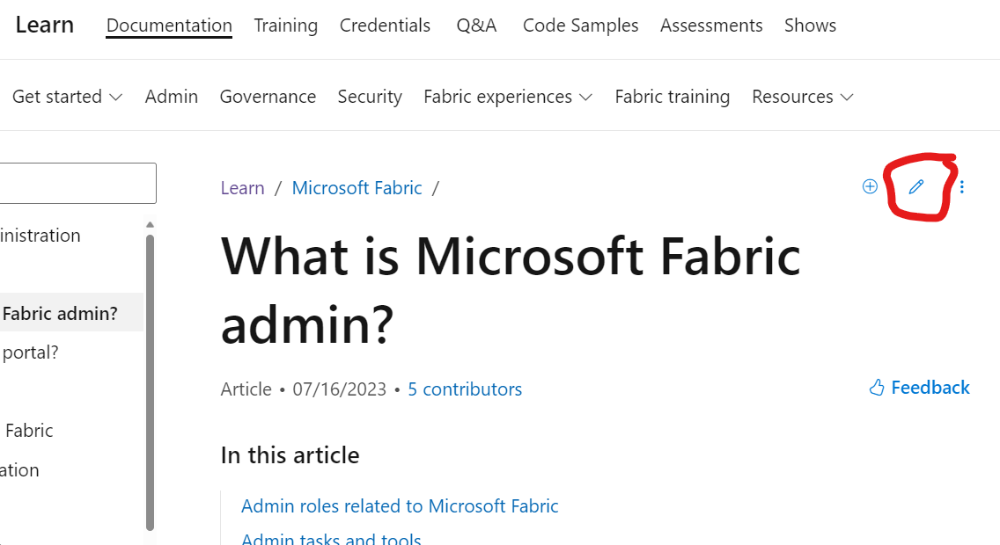 Learn Documentation Training Credentials Q&A Code Samples Assessments Shows
Get started Admin Governance Security Fabric experiences Fabric training Resources
Learn / Microsoft Fabric /
What is Microsoft Fabric
admin?
Article • 07/16/2023 • 5 contributors
Feedback
In this article
Admin roles related to Microsoft Fabric
Admin tasks and tools
inistration
Fabric admin?
portal?
Fabric
ation